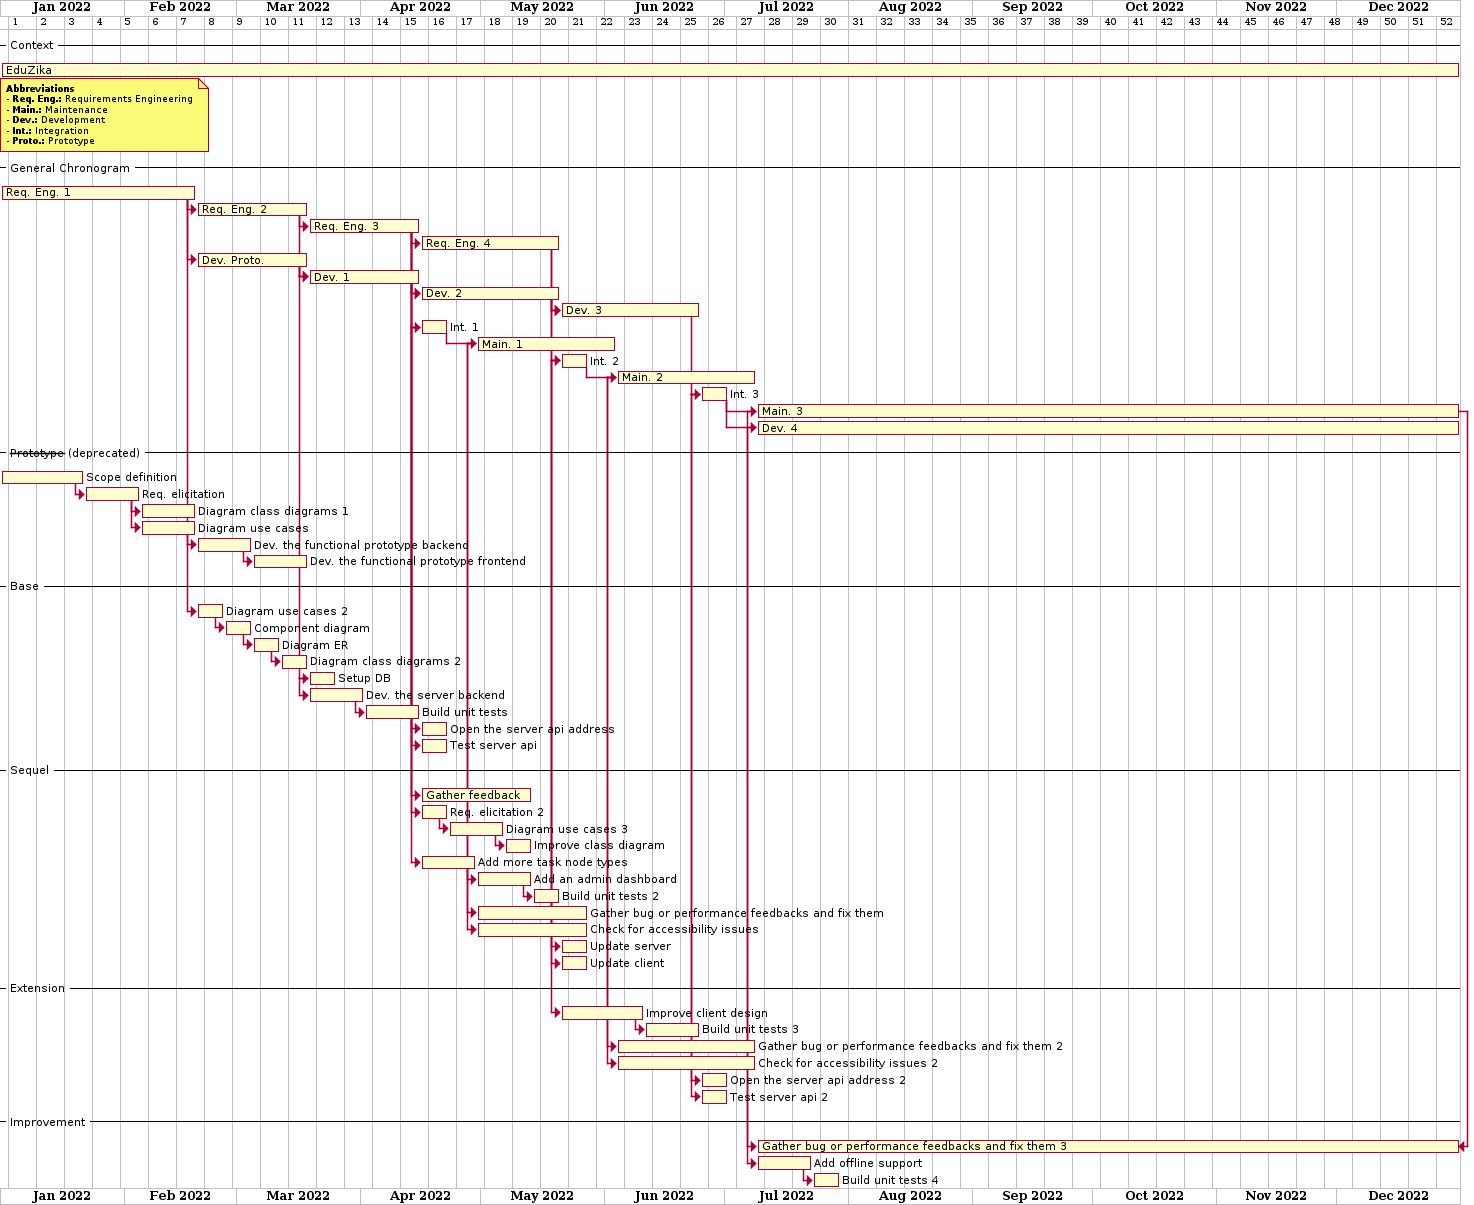 Jan 2022 Feb 2022 Mar 2022 Apr 2022 May 2022 Jun 2022 Jul 2022 Aug 2022 Sep 2022 Oct 2022 Nov 2022 Dec 2022
1 2 3 4 5 6 7 8 9 10 11 12 13 14 15 16 17 18 19 20 21 22 23 24 25 26 27 28 29 30 31 32 33 34 35 36 37 38 39 40 41 42 43 44 45 46 47 48 49 50 51 52
Context
EduZika
Abbreviations
- Req. Eng.: Requirements Engineering
- Main.: Maintenance
- Dev.: Development
- Int.: Integration
- Proto.: Prototype
General Chronogram
Req. Eng. 1
Req. Eng. 2
Req. Eng. 3
Req. Eng. 4
Dev. Proto.
Dev. 1
Dev. 2
Dev. 3
Int. 1
Main. 1
Int. 2
Main. 2
Int. 3
Main. 3
Dev. 4
Prototype (deprecated)
Scope definition
Req. elicitation
Diagram class diagrams 1
Diagram use cases
Dev. the functional prototype backend
Dev. the functional prototype frontend
Base
Diagram use cases 2
Component diagram
Diagram ER
Diagram class diagrams 2
Setup DB
Dev. the server backend
Build unit tests
Open the server api address
Test server api
Sequel
Gather feedback
Req. elicitation 2
Diagram use cases 3
Improve class diagram
Add more task node types
Add an admin dashboard
Build unit tests 2
Gather bug or performance feedbacks and fix them
Check for accessibility issues
Update server
Update client
Extension
Improve client design
Build unit tests 3
Gather bug or performance feedbacks and fix them 2
Check for accessibility issues 2
Open the server api address 2
Test server api 2
Improvement
Gather bug or performance feedbacks and fix them 3
Add offline support
Build unit tests 4
Jan 2022 Feb 2022 Mar 2022 Apr 2022 May 2022 Jun 2022 Jul 2022 Aug 2022 Sep 2022 Oct 2022 Nov 2022 Dec 2022